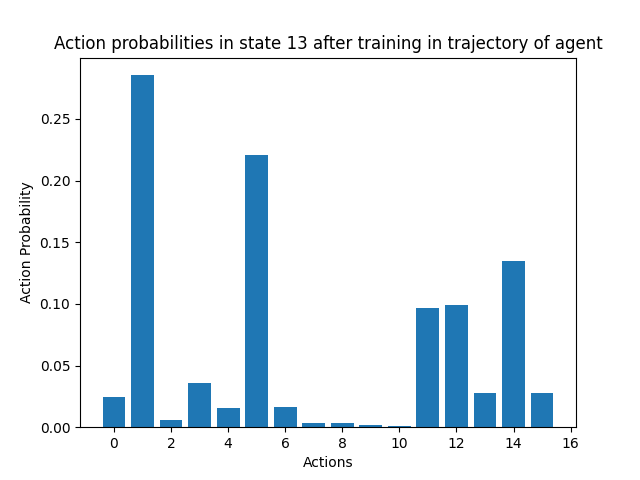 Action probabilities in state 13 after training in trajectory of agent
0.25
0.20
0.15
0.10
0.05
0.00
Action Probability
0 2 4 6 8 10 12 14 16
Actions